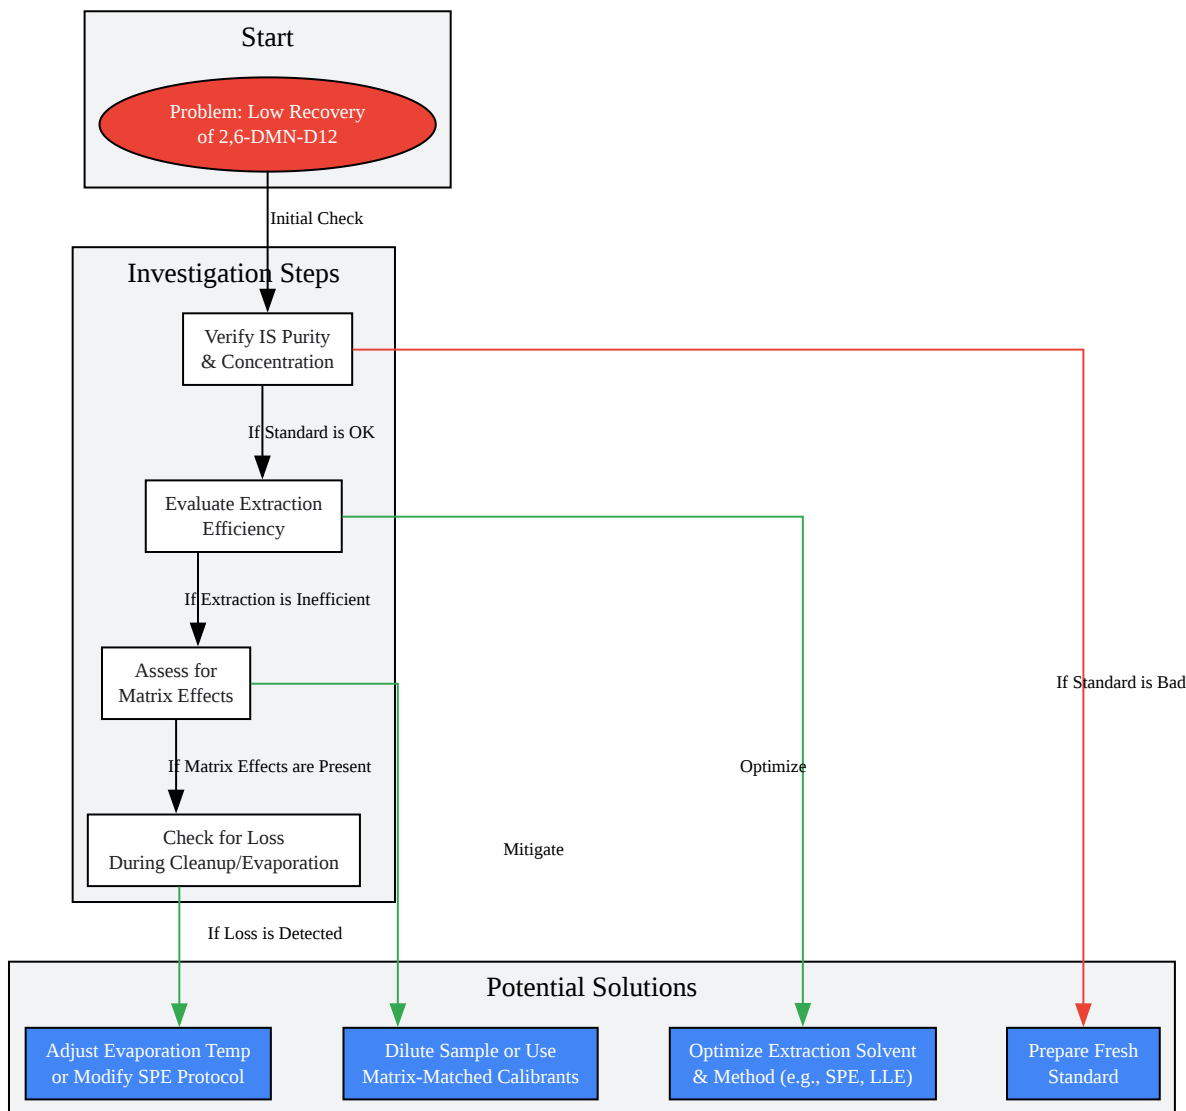 Start
Problem: Low Recovery
of 2,6-DMN-D12
Initial Check
Investigation Steps
Verify IS Purity
& Concentration
If Standard is OK
Evaluate Extraction
Efficiency
If Extraction is Inefficient
Assess for
Matrix Effects
If Standard is Bad
If Matrix Effects are Present
Optimize
Check for Loss
During Cleanup/Evaporation
Mitigate
If Loss is Detected
Potential Solutions
Adjust Evaporation Temp
or Modify SPE Protocol
Dilute Sample or Use
Matrix-Matched Calibrants
Optimize Extraction Solvent
& Method (e.g., SPE, LLE)
Prepare Fresh
Standard